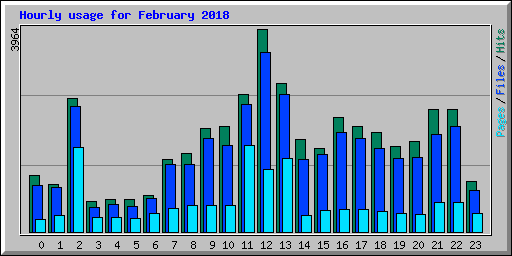 Hourly usage for February 2018
3964
Pages / Files / Hits
0 1 2 3 4 5 6 7 8 9 10 11 12 13 14 15 16 17 18 19 20 21 22 23